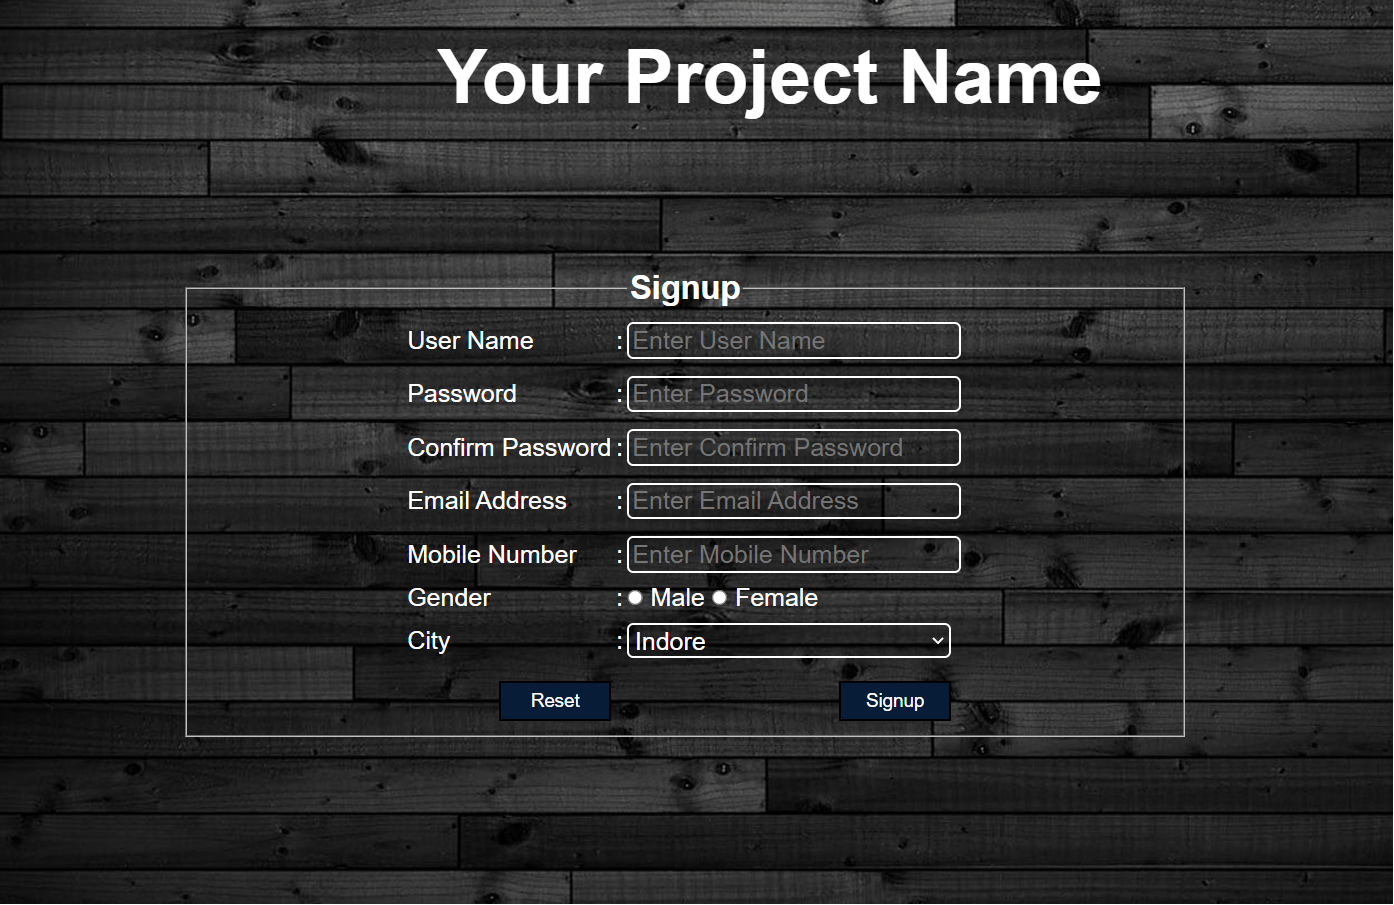 Your Project Name
Signup
User Name : Enter User Name
Password : Enter Password
Confirm Password : Enter Confirm Password
Email Address : Enter Email Address
Mobile Number : Enter Mobile Number
Gender : Male Female
City : Indore
Reset Signup